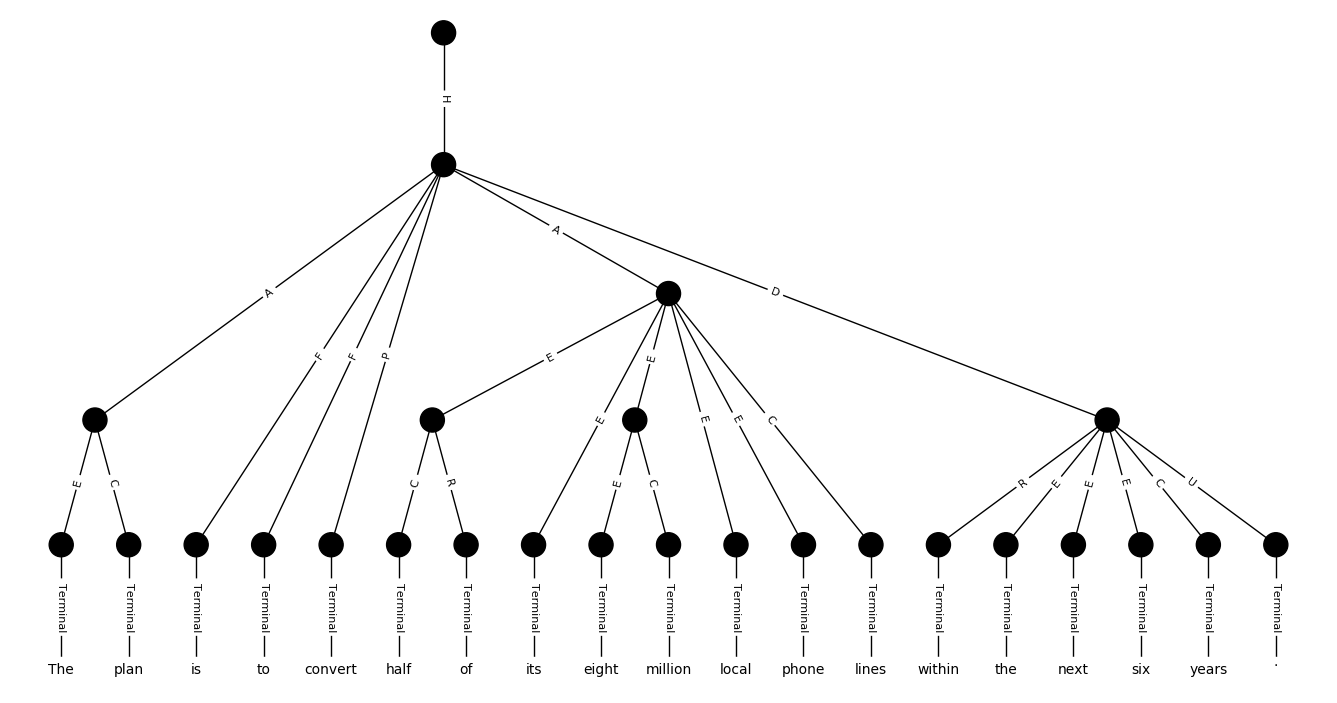 H
A
A
D
F
F
P
E
E
E
E
E
C
E
C
C
R
E
C
R
E
E
E
C
U
Terminal Terminal Terminal Terminal Terminal Terminal Terminal Terminal Terminal Terminal Terminal Terminal Terminal Terminal Terminal Terminal Terminal Terminal Terminal
The plan is to convert half of its eight million local phone lines within the next six years .